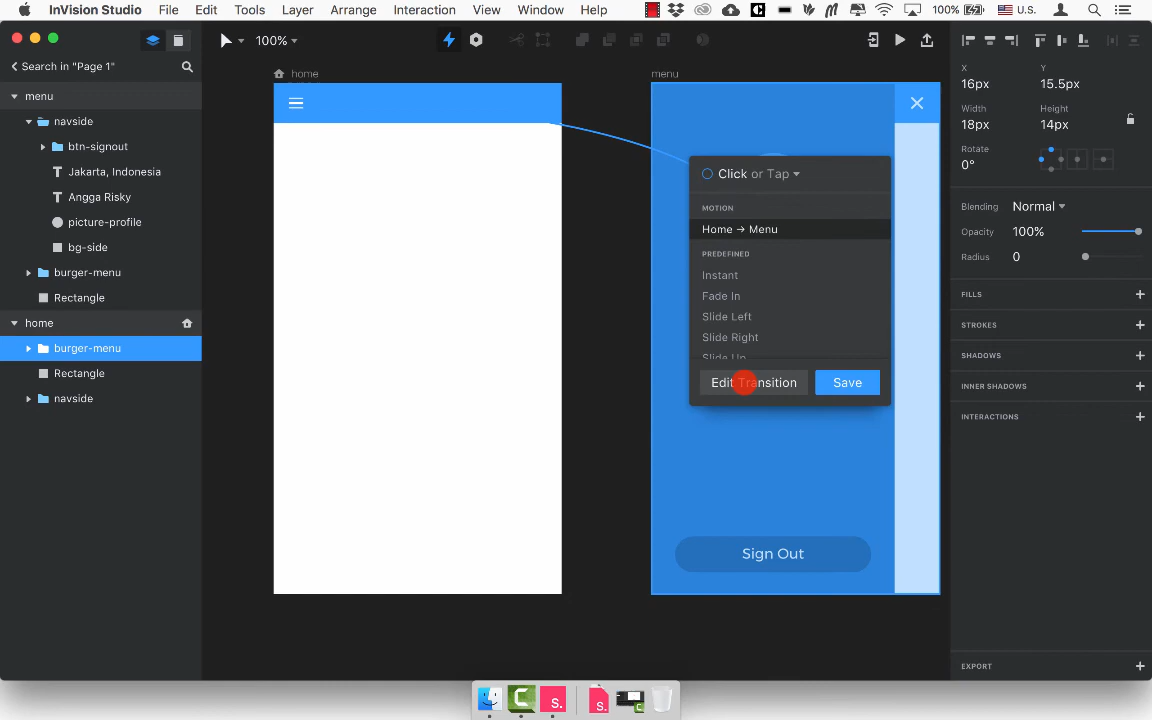 InVision Studio File Edit Tools Layer Arrange Interaction View Window Help 100% U.S.
100%
Search in "Page 1"
menu
navside
btn-signout
Jakarta, Indonesia
Angga Risky
picture-profile
bg-side
burger-menu
Rectangle
home
burger-menu
Rectangle
navside
home
menu
Click or Tap
MOTION
Home → Menu
PREDEFINED
Instant
Fade In
Slide Left
Slide Right
Slide Up
Edit Transition Save
Sign Out
X Y
16px 15.5px
Width Height
18px 14px
Rotate
0°
Blending Normal
Opacity 100%
Radius 0
FILLS
STROKES
SHADOWS
INNER SHADOWS
INTERACTIONS
EXPORT
s. s.